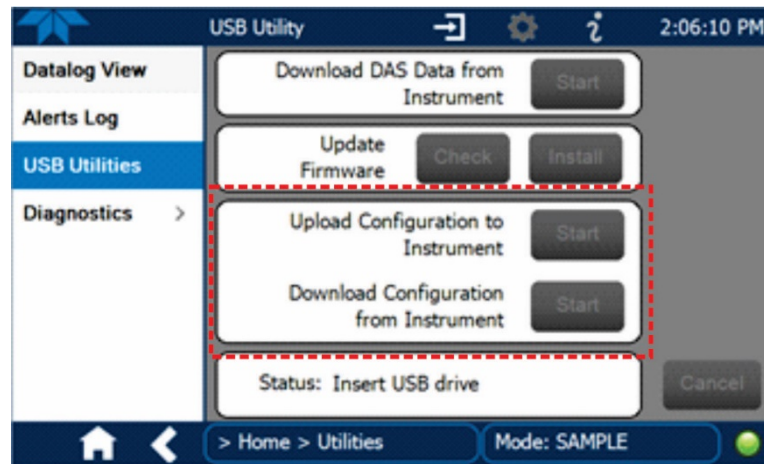 USB Utility
2:06:10 PM
Datalog View
Alerts Log
USB Utilities
Diagnostics >
Download DAS Data from
Instrument
Start
Update
Firmware
Check
Install
Upload Configuration to
Instrument
Start
Download Configuration
from Instrument
Start
Status: Insert USB drive
Cancel
> Home > Utilities
Mode: SAMPLE